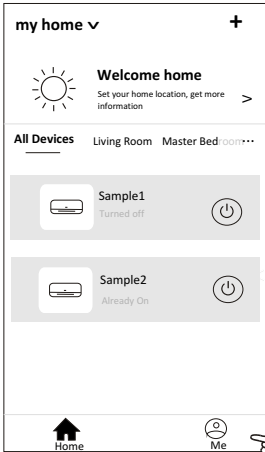 my home
Welcome home
Set your home location, get more
information
All Devices Living Room Master Bedroom ...
Sample1
Turned off
Sample2
Already On
Home
Me